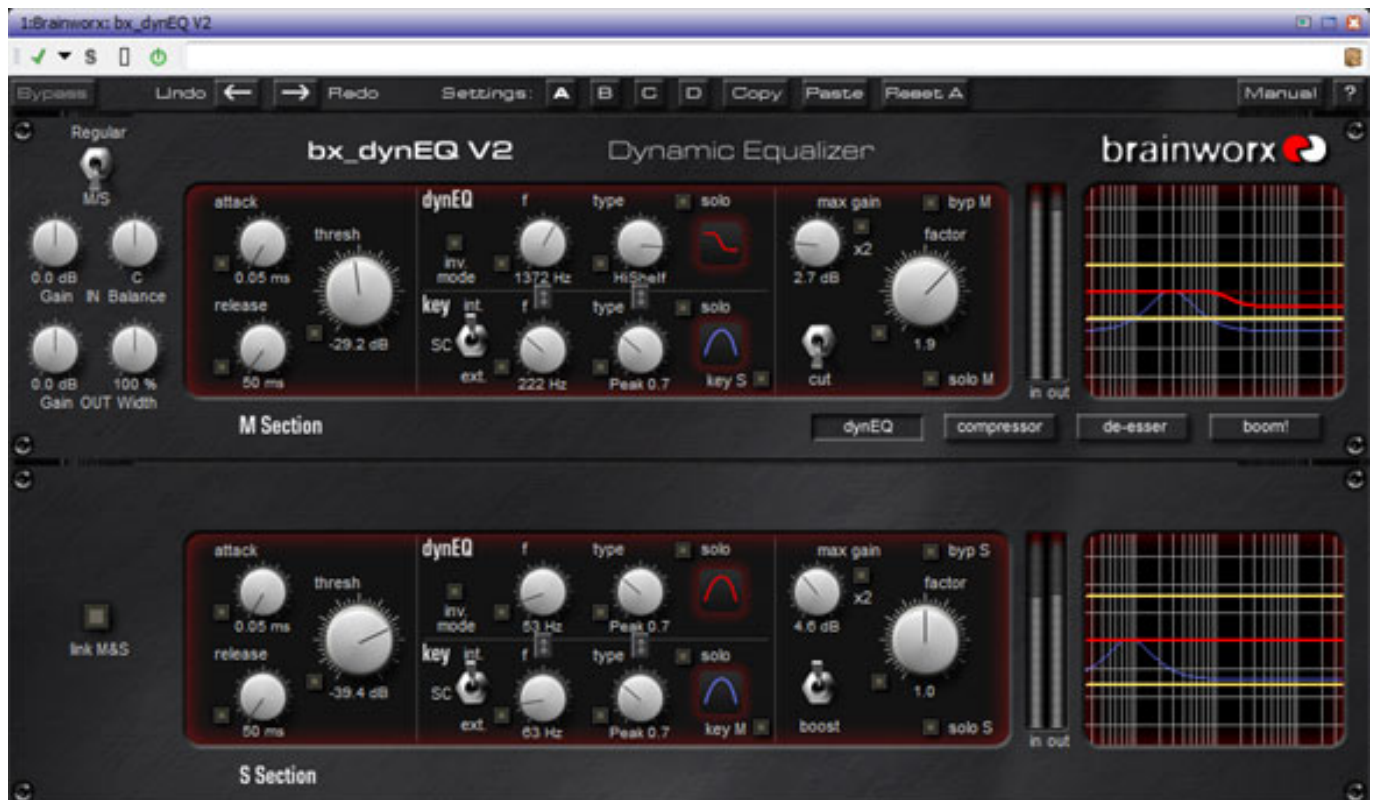 1:Brainworx: bx_dynEQ V2
S
Bypass Undo ← → Redo Settings: A B C D Copy Paste Reset A Manual ?
Regular
M/S
bx_dynEQ V2 Dynamic Equalizer brainworx
0.0 dB C
Gain IN Balance
0.0 dB 100 %
Gain OUT Width
attack
0.05 ms
thresh
-29.2 dB
release
50 ms
dynEQ f type solo
inv. mode
1372 Hz HiShelf
key int. f type solo
SC
ext. 222 Hz Peak 0.7 key S
max gain byp M
x2 factor
2.7 dB
1.9
cut solo M
in out
M Section
dynEQ compressor de-esser boom!
link M&S
attack
0.05 ms
thresh
-39.4 dB
release
50 ms
dynEQ f type solo
inv. mode
63 Hz Peak 0.7
key int. f type solo
SC
ext. 63 Hz Peak 0.7 key M
max gain byp S
x2 factor
4.6 dB
1.0
boost solo S
in out
S Section